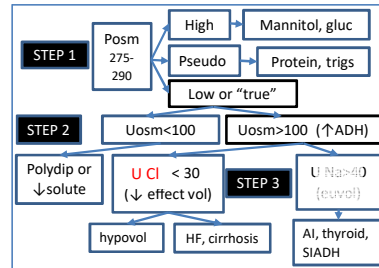 STEP 1
Posm
275-
290
High
Mannitol, gluc
Pseudo
Protein, trigs
Low or “true”
STEP 2
Uosm<100
Uosm>100 (↑ADH)
Polydip or
↓solute
U Cl < 30
(↓ effect vol)
STEP 3
U Na>40
(euvol)
hypovol
HF, cirrhosis
AI, thyroid,
SIADH